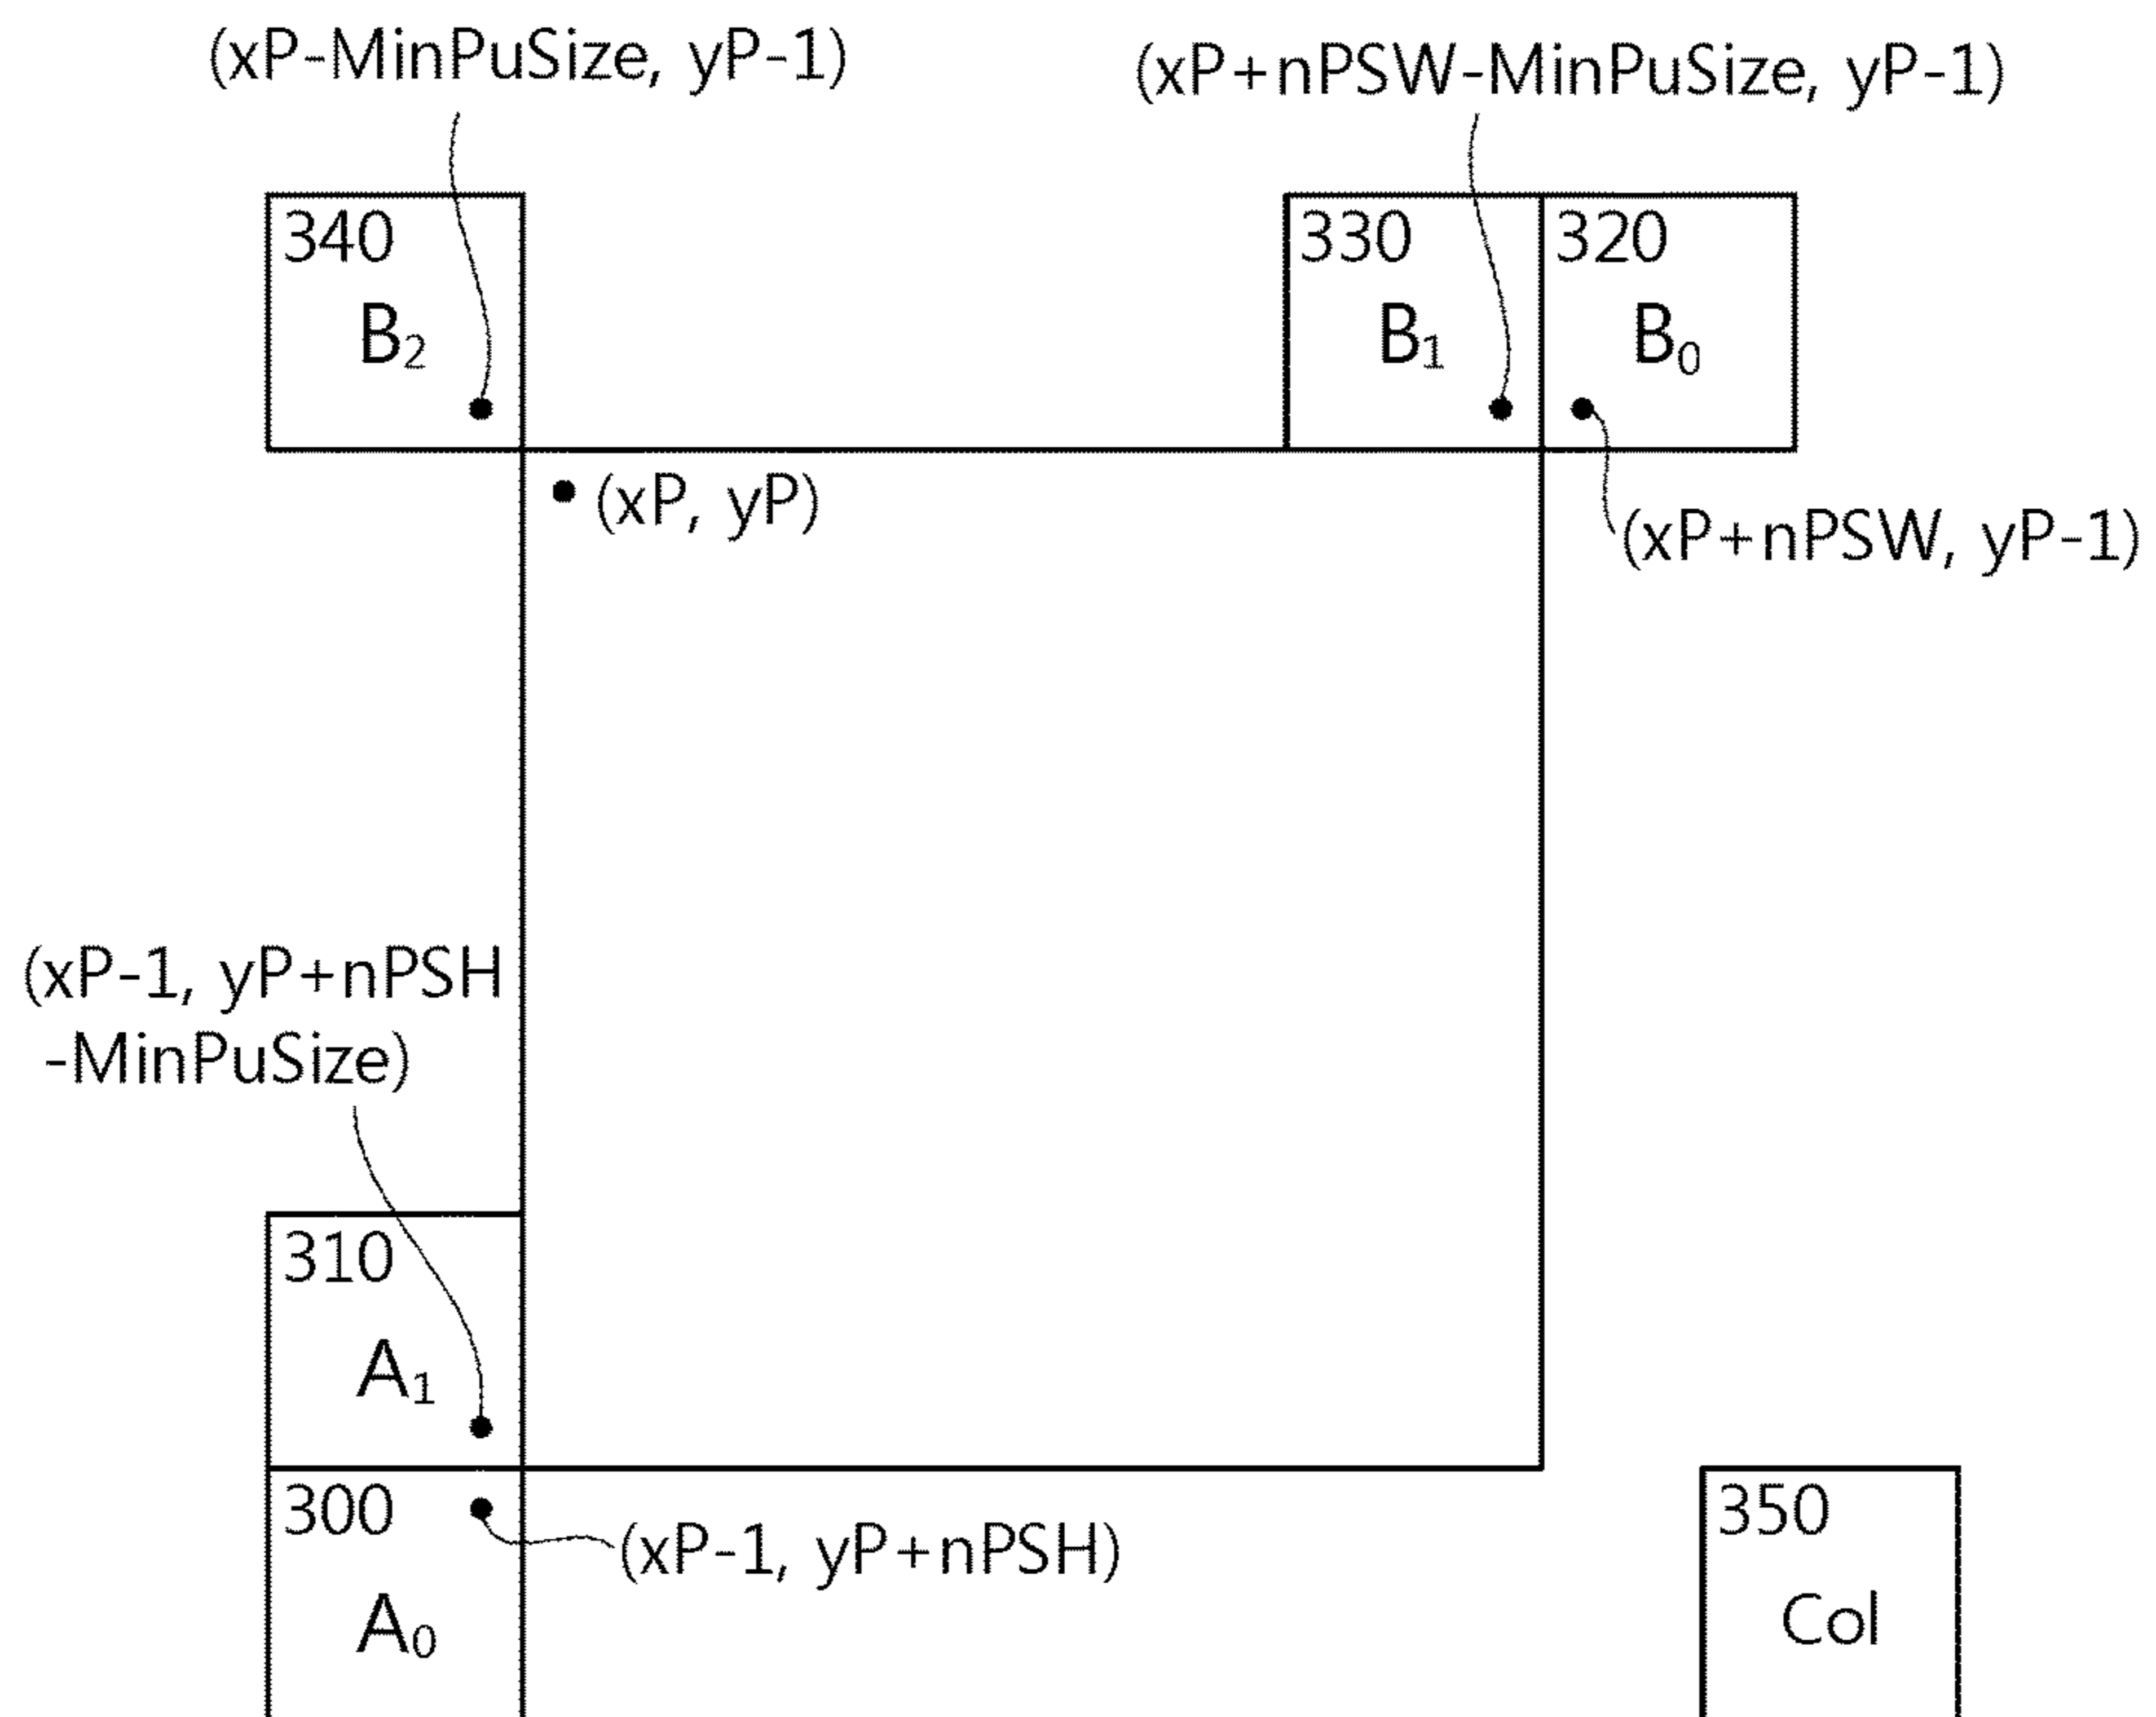 (xP-MinPuSize, yP-1)
(xP+nPSW-MinPuSize, yP-1)
340
B2
330
B1
320
B0
(xP, yP)
(xP+nPSW, yP-1)
(xP-1, yP+nPSH
-MinPuSize)
310
A1
300
A0
(xP-1, yP+nPSH)
350
Col